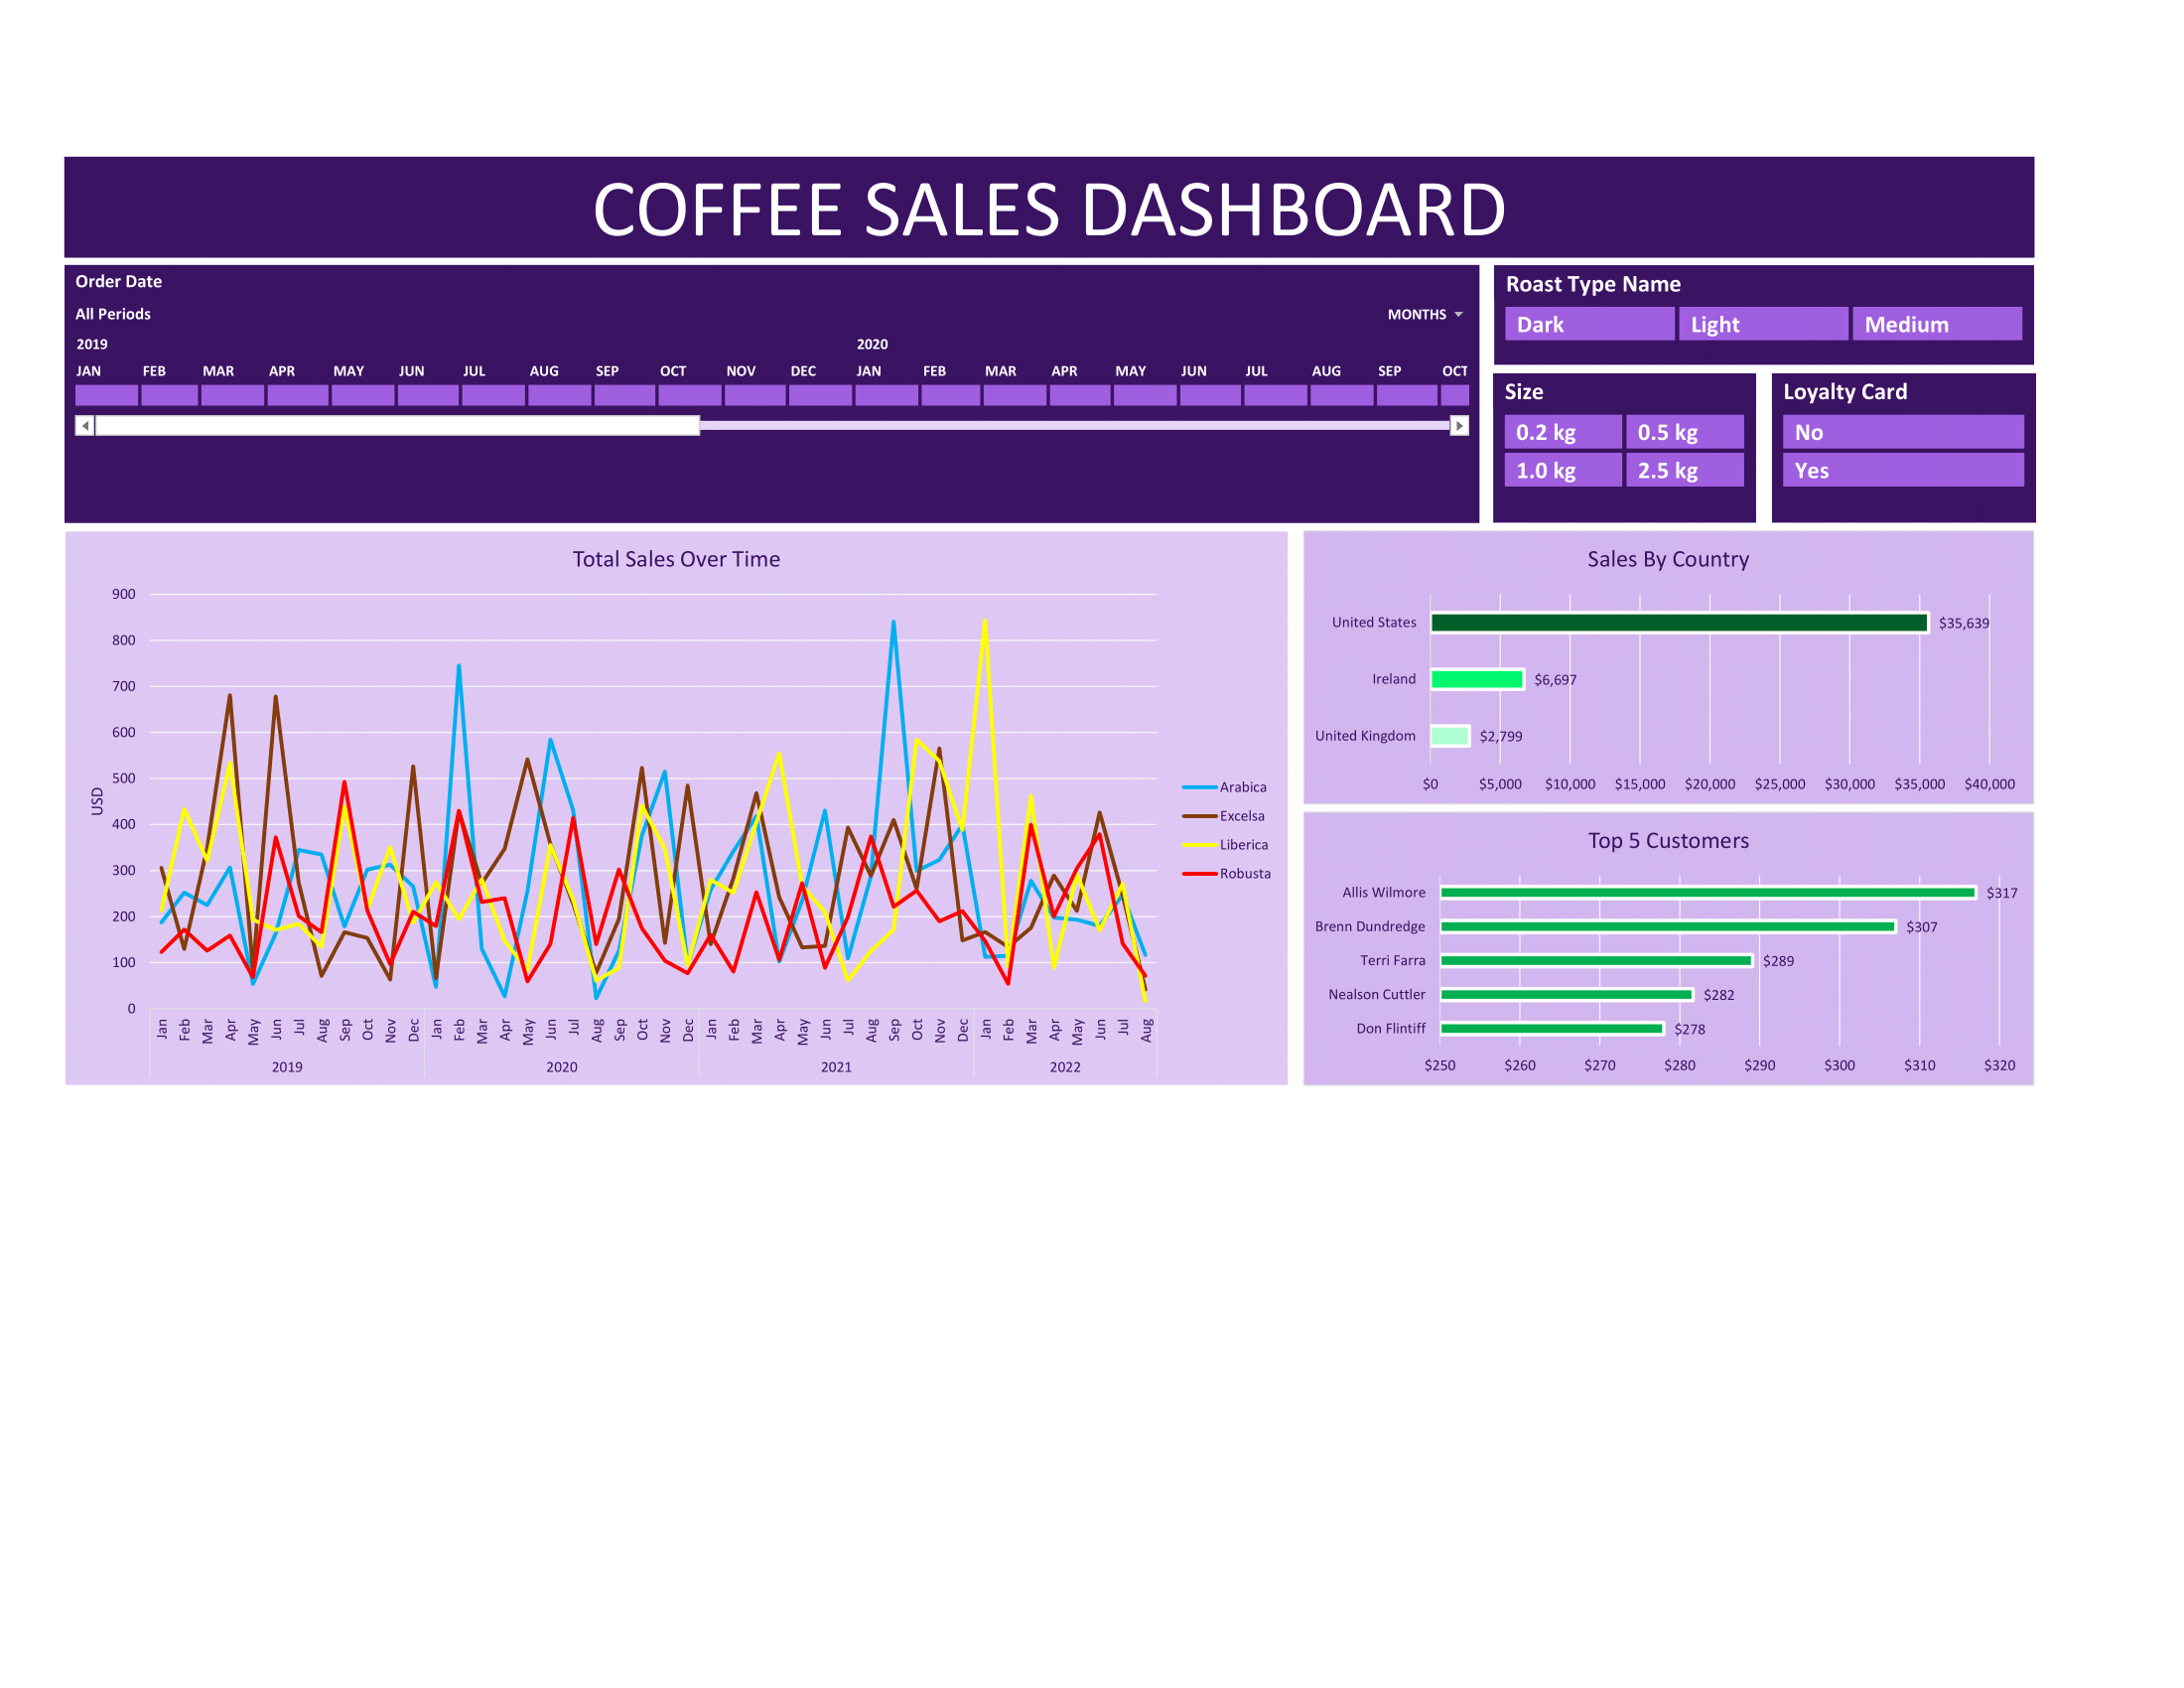 COFFEE SALES DASHBOARD
Order Date
All Periods
MONTHS
2019 2020
JAN FEB MAR APR MAY JUN JUL AUG SEP OCT NOV DEC JAN FEB MAR APR MAY JUN JUL AUG SEP OCT
Roast Type Name
Dark Light Medium
Size
0.2 kg 0.5 kg
1.0 kg 2.5 kg
Loyalty Card
No
Yes
Total Sales Over Time
900
800
700
600
500
400
300
200
100
0
USD
Jan Feb Mar Apr May Jun Jul Aug Sep Oct Nov Dec Jan Feb Mar Apr May Jun Jul Aug Sep Oct Nov Dec Jan Feb Mar Apr May Jun Jul Aug Sep Oct Nov Dec Jan Feb Mar Apr May Jun Jul Aug
2019 2020 2021 2022
Arabica
Excelsa
Liberica
Robusta
Sales By Country
United States $35,639
Ireland $6,697
United Kingdom $2,799
$0 $5,000 $10,000 $15,000 $20,000 $25,000 $30,000 $35,000 $40,000
Top 5 Customers
Allis Wilmore $317
Brenn Dundredge $307
Terri Farra $289
Nealson Cuttler $282
Don Flintiff $278
$250 $260 $270 $280 $290 $300 $310 $320